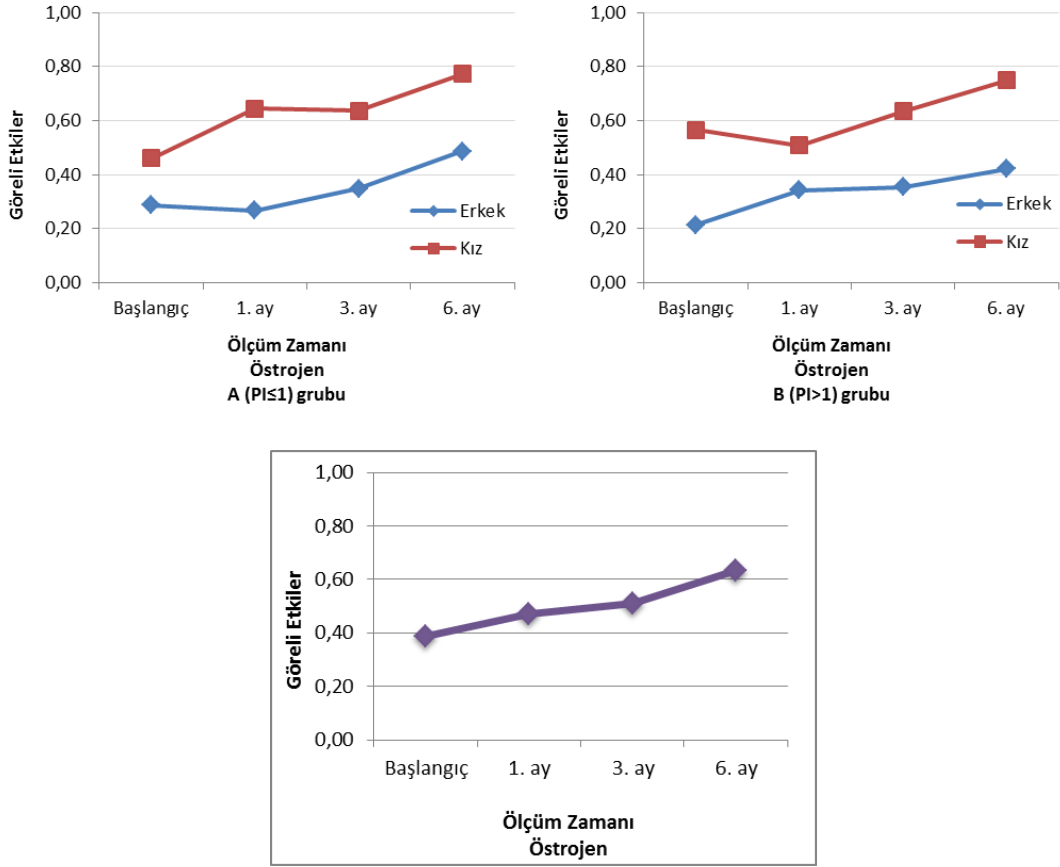 1,00
0,80
0,60
0,40
0,20
0,00
Göreli Etkiler
Erkek
Kız
Başlangıç 1. ay 3. ay 6. ay
Ölçüm Zamanı
Östrojen
A (PI≤1) grubu
1,00
0,80
0,60
0,40
0,20
0,00
Göreli Etkiler
Erkek
Kız
Başlangıç 1. ay 3. ay 6. ay
Ölçüm Zamanı
Östrojen
B (PI>1) grubu
1,00
0,80
0,60
0,40
0,20
0,00
Göreli Etkiler
Başlangıç 1. ay 3. ay 6. ay
Ölçüm Zamanı
Östrojen